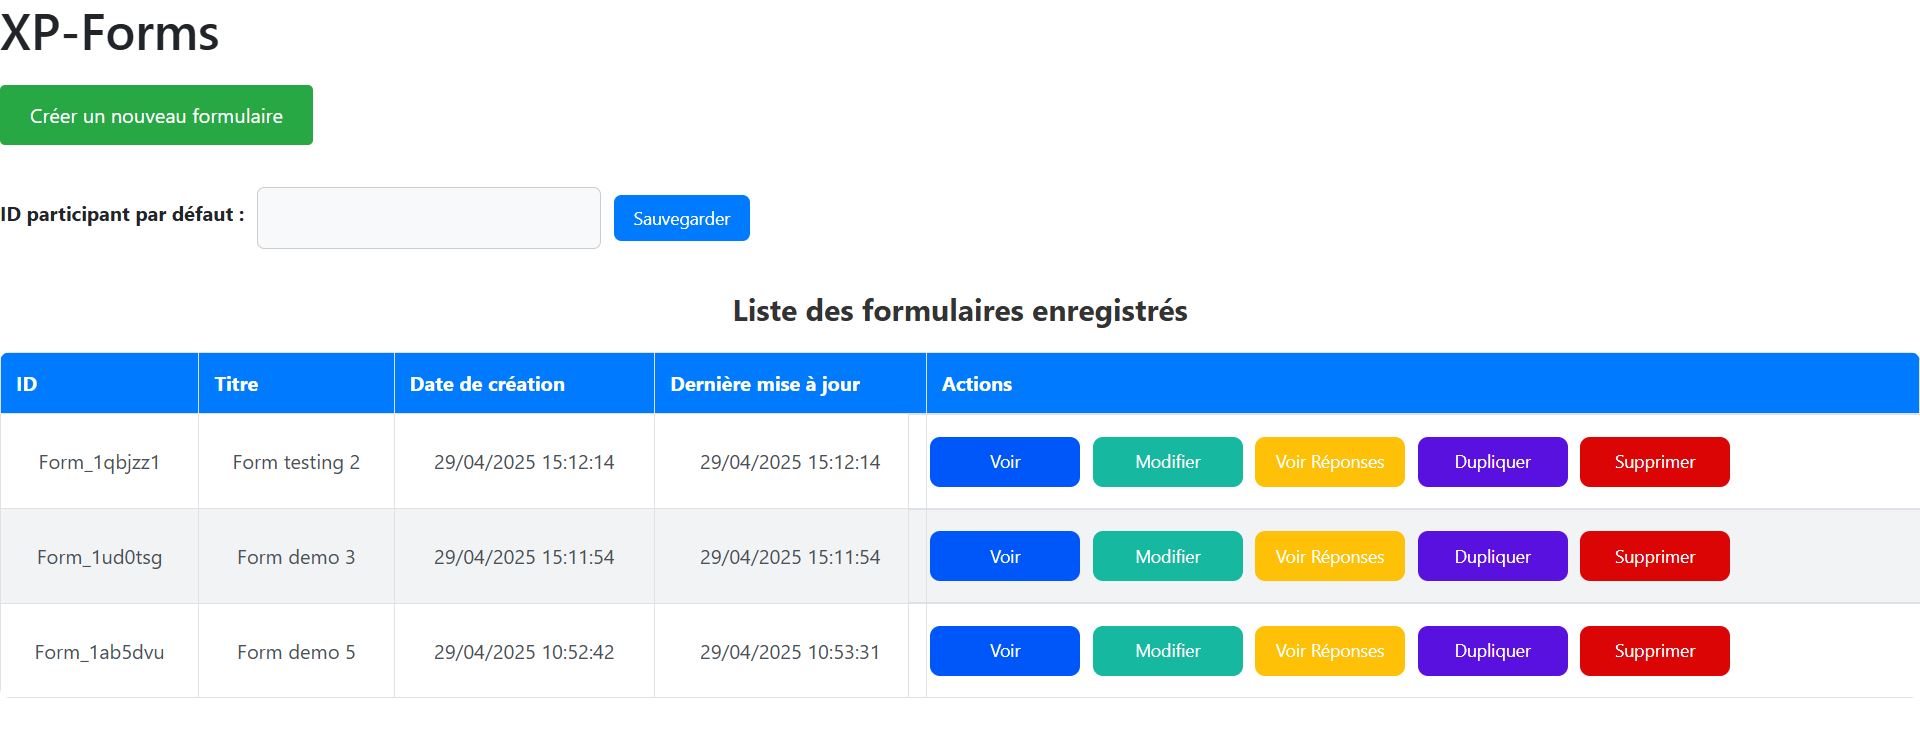 XP-Forms
Créer un nouveau formulaire
ID participant par défaut : Sauvegarder
Liste des formulaires enregistrés
ID Titre Date de création Dernière mise à jour Actions
Form_1qbjzz1 Form testing 2 29/04/2025 15:12:14 29/04/2025 15:12:14 Voir Modifier Voir Réponses Dupliquer Supprimer
Form_1ud0tsg Form demo 3 29/04/2025 15:11:54 29/04/2025 15:11:54 Voir Modifier Voir Réponses Dupliquer Supprimer
Form_1ab5dvu Form demo 5 29/04/2025 10:52:42 29/04/2025 10:53:31 Voir Modifier Voir Réponses Dupliquer Supprimer